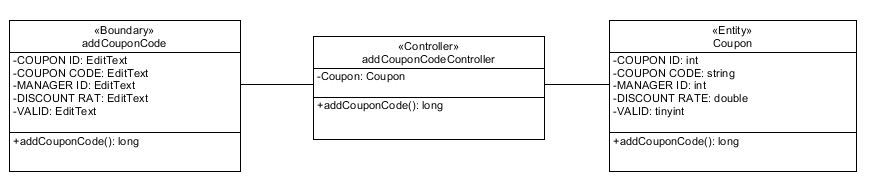 «Boundary»
addCouponCode
-COUPON ID: EditText
-COUPON CODE: EditText
-MANAGER ID: EditText
-DISCOUNT RAT: EditText
-VALID: EditText
+addCouponCode(): long
«Controller»
addCouponCodeController
-Coupon: Coupon
+addCouponCode(): long
«Entity»
Coupon
-COUPON ID: int
-COUPON CODE: string
-MANAGER ID: int
-DISCOUNT RATE: double
-VALID: tinyint
+addCouponCode(): long